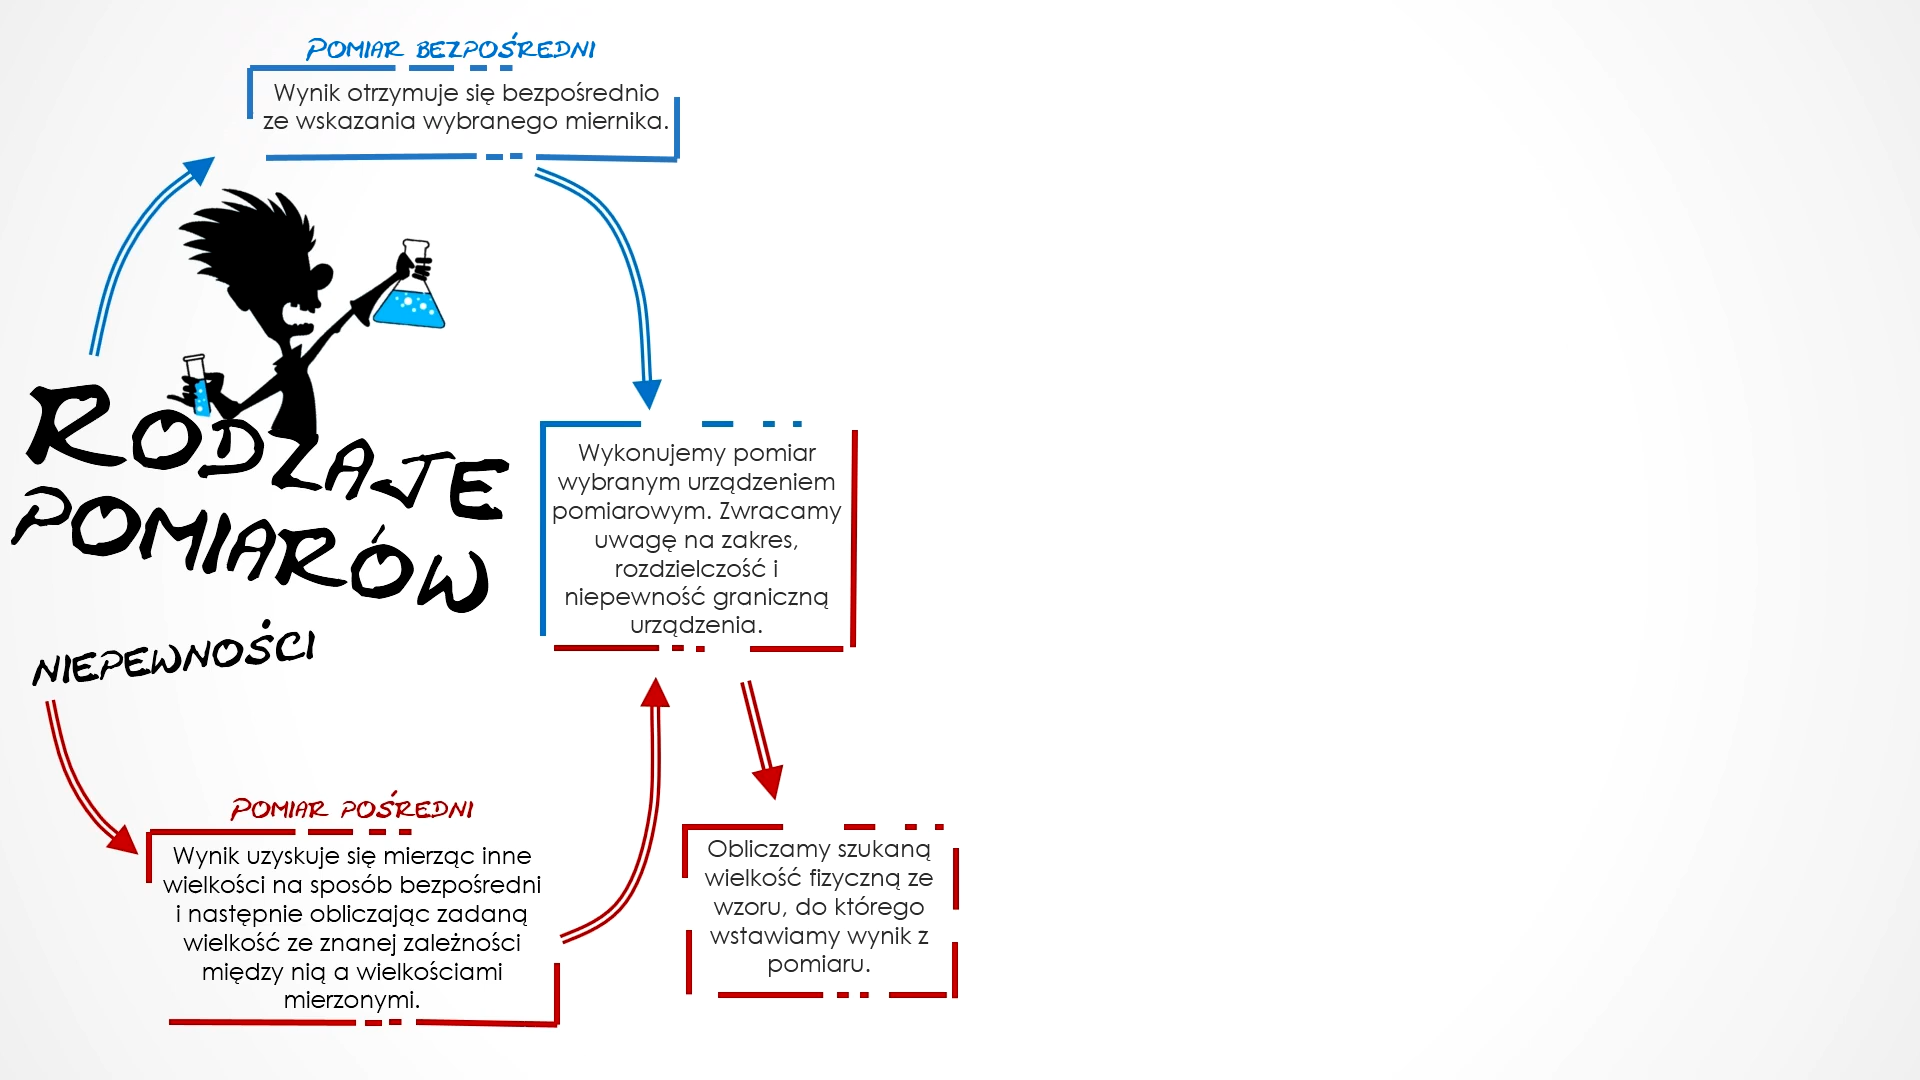 Pomiar bezpośredni
Wynik otrzymuje się bezpośrednio
ze wskazania wybranego miernika.
Rodzaje
pomiarów
niepewności
Wykonujemy pomiar
wybranym urządzeniem
pomiarowym. Zwracamy
uwagę na zakres,
rozdzielczość i
niepewność graniczną
urządzenia.
Pomiar pośredni
Wynik uzyskuje się mierząc inne
wielkości na sposób bezpośredni
i następnie obliczając zadaną
wielkość ze znanej zależności
między nią a wielkościami
mierzonymi.
Obliczamy szukaną
wielkość fizyczną ze
wzoru, do którego
wstawiamy wynik z
pomiaru.